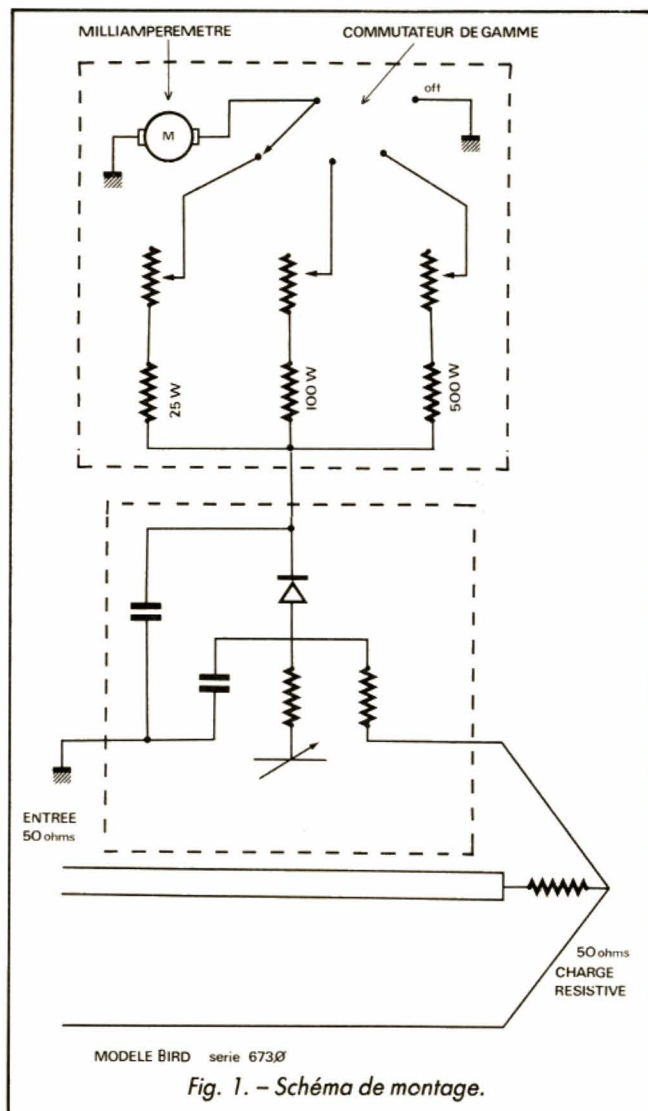 MILLIAMPEREMETRE
COMMUTATEUR DE GAMME
off
M
25 W
100 W
500 W
ENTREE
50 ohms
50 ohms
CHARGE
RESISTIVE
MODELE BIRD serie 673Ø
Fig. 1. – Schéma de montage.